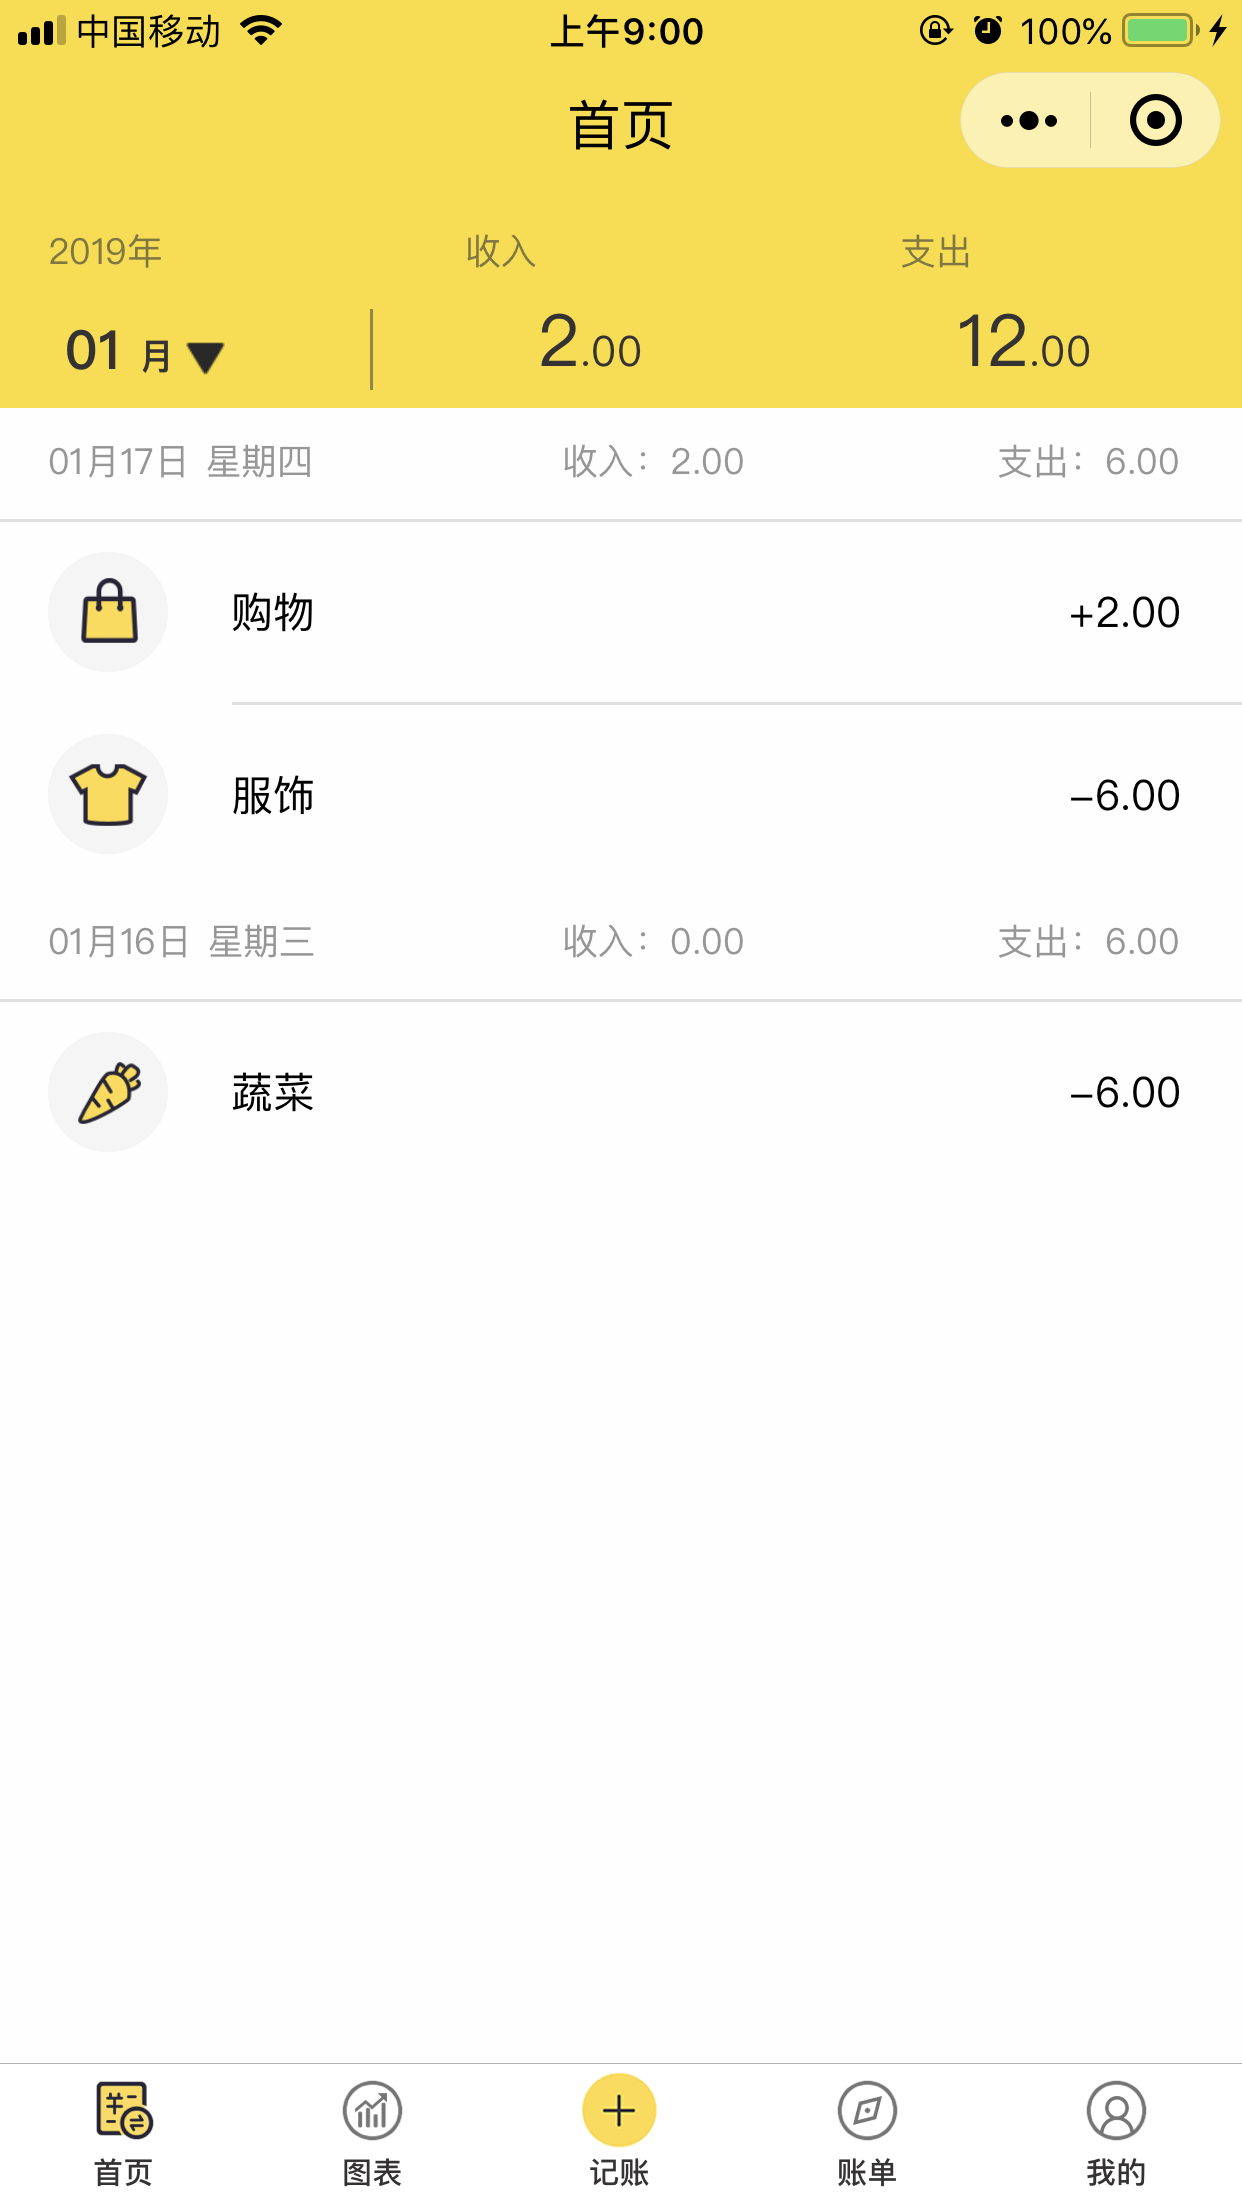 中国移动 上午9:00 100%
首页
2019年 收入 支出
01 月 2.00 12.00
01月17日 星期四 收入：2.00 支出：6.00
购物 +2.00
服饰 -6.00
01月16日 星期三 收入：0.00 支出：6.00
蔬菜 -6.00
首页 图表 记账 账单 我的